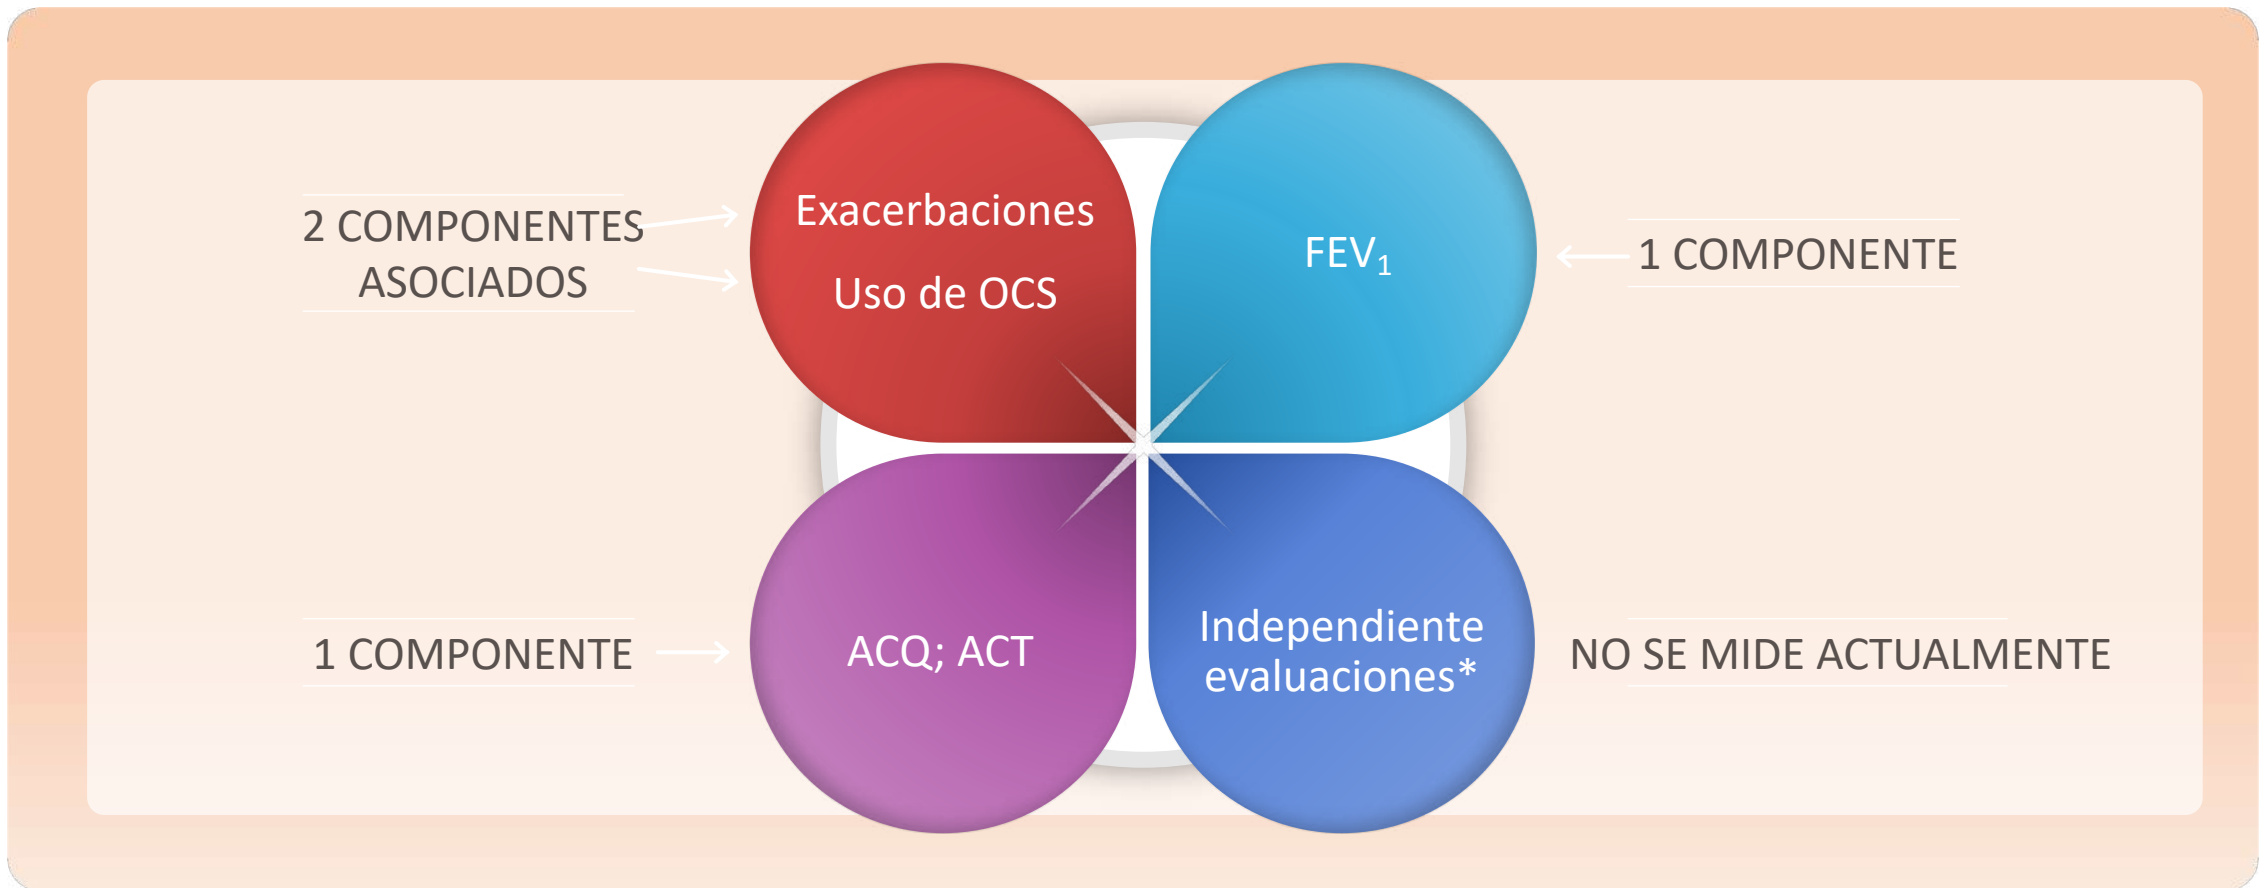 2 COMPONENTES
ASOCIADOS
Exacerbaciones
Uso de OCS
FEV₁
1 COMPONENTE
1 COMPONENTE
ACQ; ACT
Independiente
evaluaciones*
NO SE MIDE ACTUALMENTE